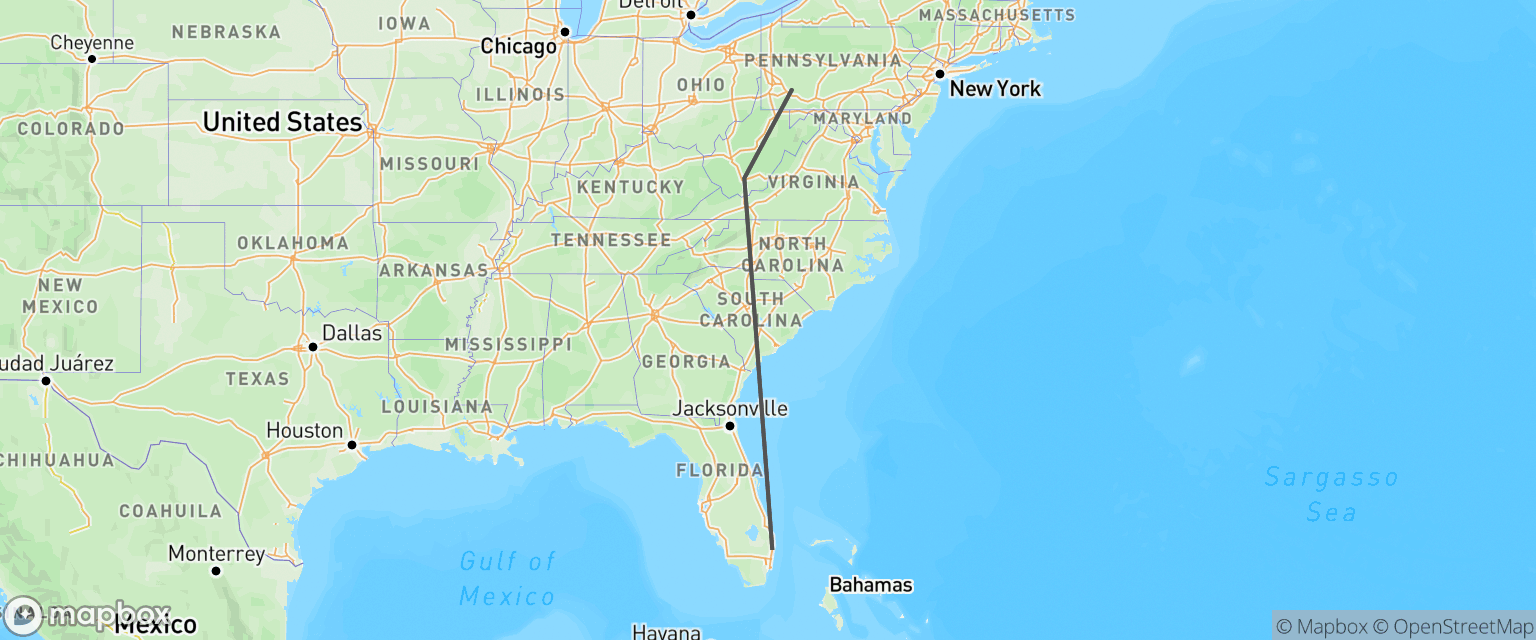 Detroit
MASSACHUSETTS
IOWA
NEBRASKA
Cheyenne
Chicago
PENNSYLVANIA
OHIO
New York
ILLINOIS
United States
COLORADO
MARYLAND
MISSOURI
KENTUCKY
VIRGINIA
OKLAHOMA
TENNESSEE
NORTH
CAROLINA
ARKANSAS
NEW
MEXICO
SOUTH
CAROLINA
Dallas
MISSISSIPPI
GEORGIA
udad Juárez
TEXAS
LOUISIANA
Jacksonville
Houston
CHIHUAHUA
FLORIDA
Sargasso
Sea
COAHUILA
Monterrey
Gulf of
Mexico
Bahamas
mapbox
Mexico
Havana
© Mapbox © OpenStreetMap